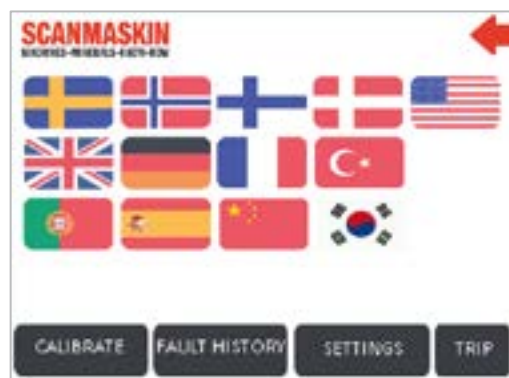 SCANMASKIN
CALIBRATE
FAULT HISTORY
SETTINGS
TRIP